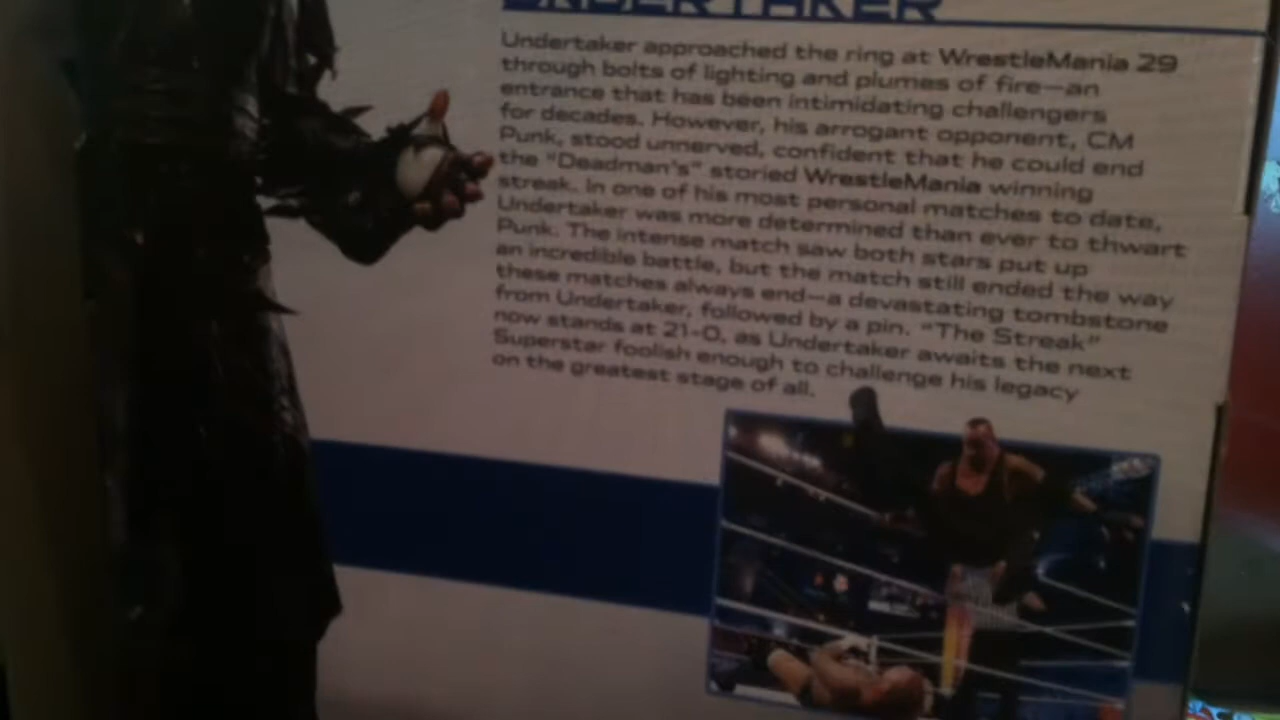 UNDERTAKER
Undertaker approached the ring at WrestleMania 29
through bolts of lighting and plumes of fire—an
entrance that has been intimidating challengers
for decades. However, his arrogant opponent, CM
Punk, stood unnerved, confident that he could end
the "Deadman's" storied WrestleMania winning
streak. In one of his most personal matches to date,
Undertaker was more determined than ever to thwart
Punk. The intense match saw both stars put up
an incredible battle, but the match still ended the way
these matches always end—a devastating tombstone
from Undertaker, followed by a pin. "The Streak"
now stands at 21-0, as Undertaker awaits the next
Superstar foolish enough to challenge his legacy
on the greatest stage of all.